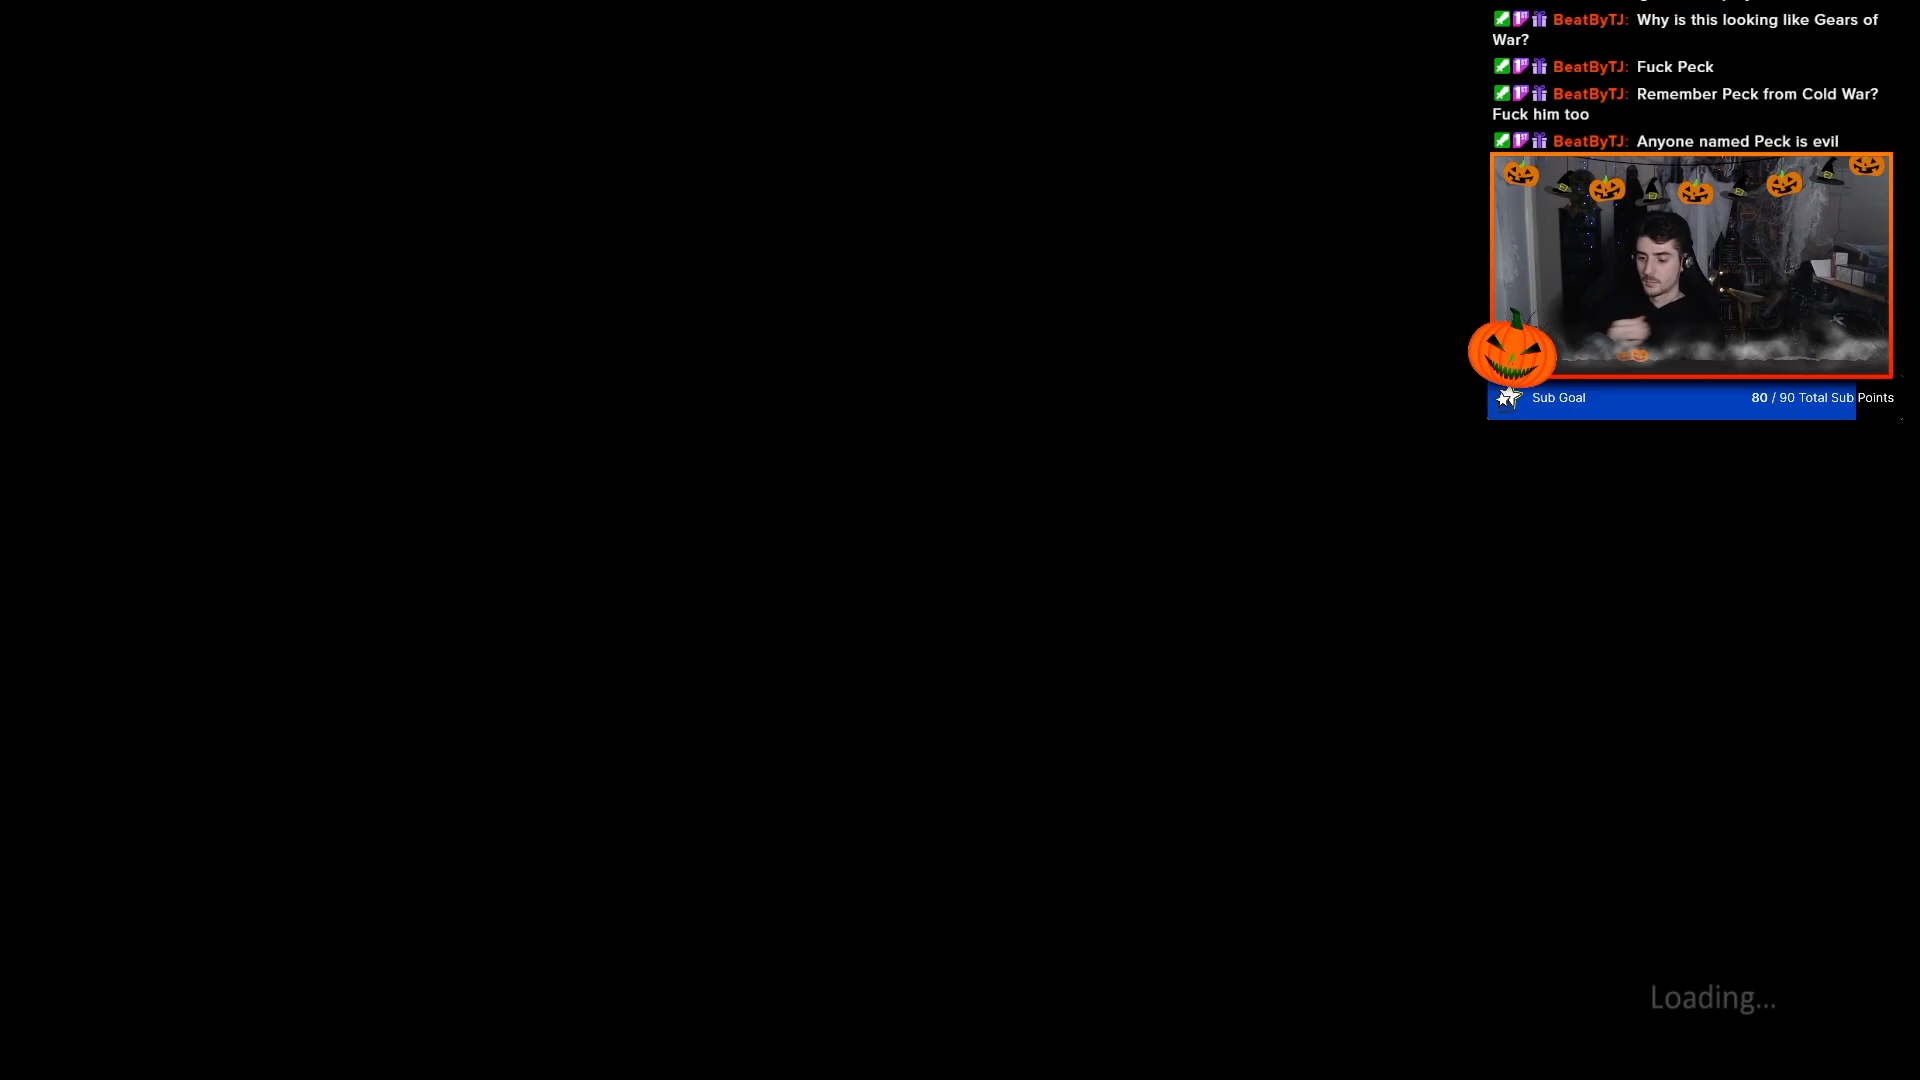 BeatByTJ: Why is this looking like Gears of
War?
BeatByTJ: Fuck Peck
BeatByTJ: Remember Peck from Cold War?
Fuck him too
BeatByTJ: Anyone named Peck is evil
Sub Goal 80 / 90 Total Sub Points
Loading...